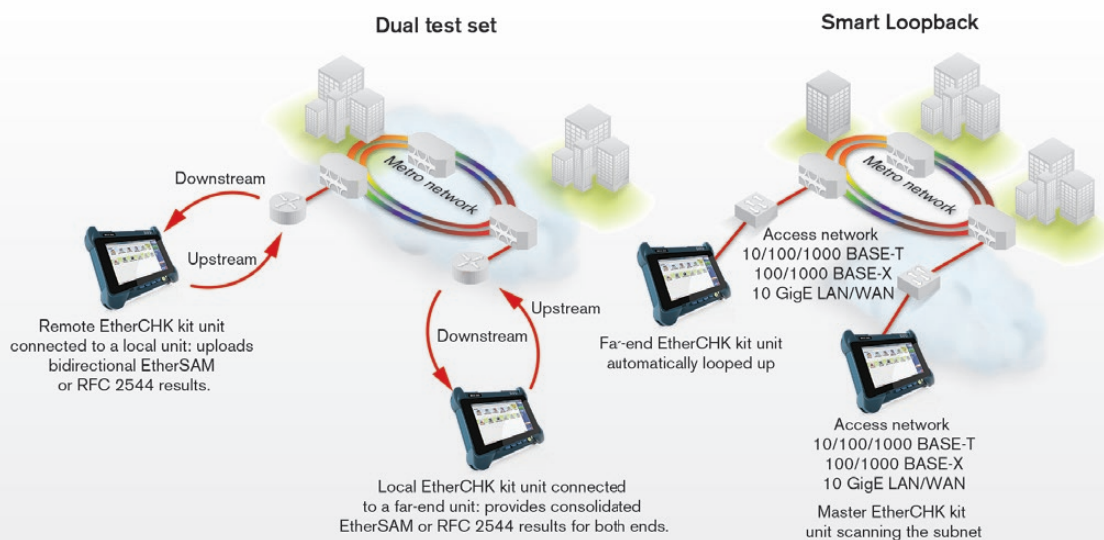 Dual test set
Metro network
Downstream
Upstream
Remote EtherCHK kit unit
connected to a local unit: uploads
bidirectional EtherSAM
or RFC 2544 results.
Upstream
Downstream
Local EtherCHK kit unit connected
to a far-end unit: provides consolidated
EtherSAM or RFC 2544 results for both ends.
Smart Loopback
Metro network
Access network
10/100/1000 BASE-T
100/1000 BASE-X
10 GigE LAN/WAN
Far-end EtherCHK kit unit
automatically looped up
Access network
10/100/1000 BASE-T
100/1000 BASE-X
10 GigE LAN/WAN
Master EtherCHK kit
unit scanning the subnet